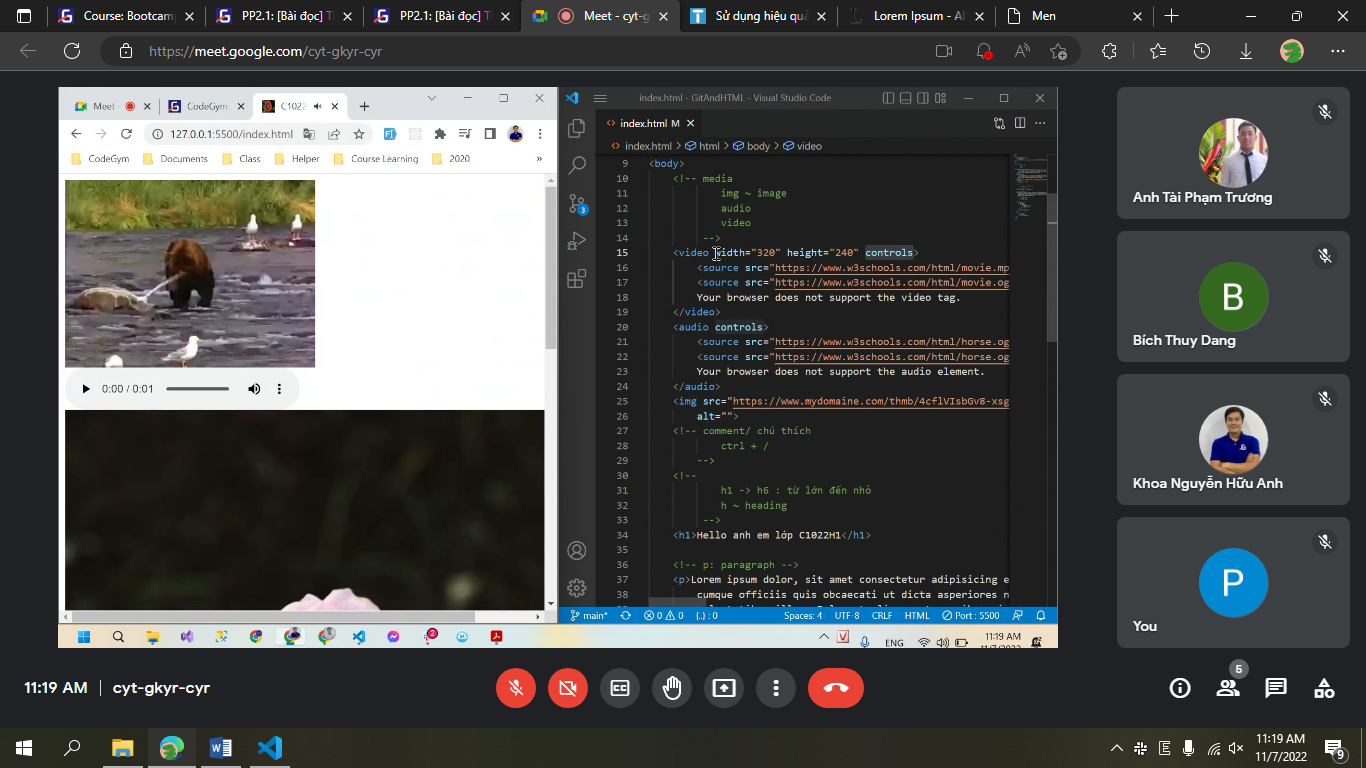 Course: Bootcamp
PP2.1: [Bài đọc] T
PP2.1: [Bài đọc] T
Meet - cyt-g
Sử dụng hiệu quả
Lorem Ipsum - Al
Men
https://meet.google.com/cyt-gkyr-cyr
Meet
CodeGym
C1022
127.0.0.1:5500/index.html
CodeGym
Documents
Class
Helper
Course Learning
2020
»
0:00 / 0:01
index.html - GitAndHTML - Visual Studio Code
index.html M
index.html > html > body > video
9 <body>
10 <!-- media
11 img ~ image
12 audio
13 video
14 -->
15 <video width="320" height="240" controls>
16 <source src="https://www.w3schools.com/html/movie.mp
17 <source src="https://www.w3schools.com/html/movie.og
18 Your browser does not support the video tag.
19 </video>
20 <audio controls>
21 <source src="https://www.w3schools.com/html/horse.og
22 <source src="https://www.w3schools.com/html/horse.og
23 Your browser does not support the audio element.
24 </audio>
25 <img src="https://www.mydomaine.com/thmb/4cflVIsbGv8-xsg
26 alt="">
27 <!-- comment/ chú thích
28 ctrl + /
29 -->
30 <!--
31 h1 -> h6 : từ lớn đến nhỏ
32 h ~ heading
33 -->
34 <h1>Hello anh em lớp C1022H1</h1>
35
36 <!-- p: paragraph -->
37 <p>Lorem ipsum dolor, sit amet consectetur adipisicing e
38 cumque officiis quis obcaecati ut dicta asperiores n
3
main*
0 0
{..} : 0
Spaces: 4
UTF-8
CRLF
HTML
Port : 5500
2
V
ENG
11:19 AM
11/7/2022
Anh Tài Phạm Trương
B
Bích Thuy Dang
Khoa Nguyễn Hữu Anh
P
You
11:19 AM | cyt-gkyr-cyr
5
11:19 AM
11/7/2022
9